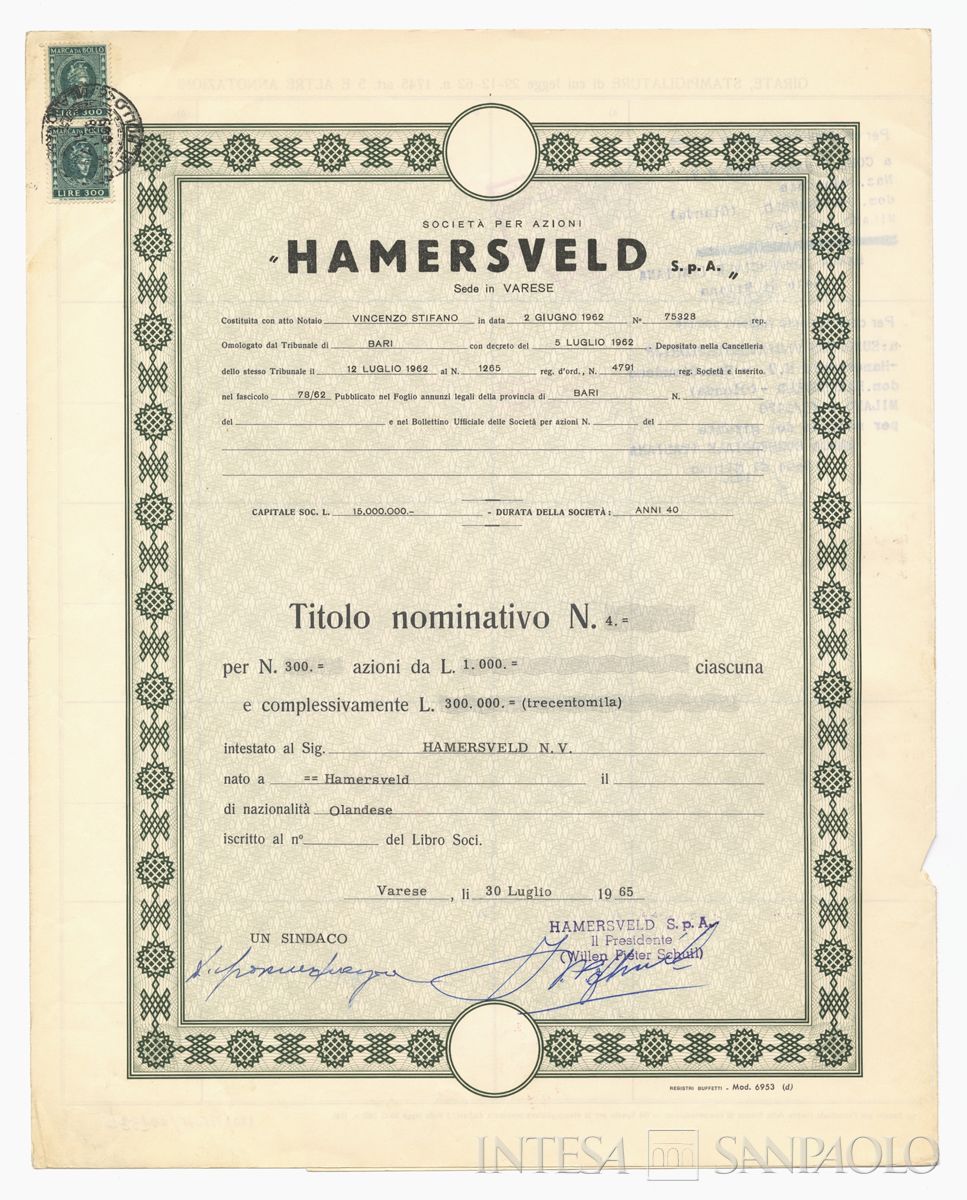 MARCA DA BOLLO
LIRE 300
MARCA DA BOLLO
LIRE 300
SOCIETÀ PER AZIONI
"HAMERSVELD S.p.A.„
Sede in VARESE
Costituita con atto Notaio VINCENZO STIFANO in data 2 GIUGNO 1962 N° 75328 rep.
Omologato dal Tribunale di BARI con decreto del 5 LUGLIO 1962. Depositato nella Cancelleria
dello stesso Tribunale il 12 LUGLIO 1962 al N. 1265 reg. d'ord., N. 4791 reg. Società e inserito.
nel fascicolo 78/62 Pubblicato nel Foglio annunzi legali della provincia di BARI N.
del e nel Bollettino Ufficiale delle Società per azioni N. del
CAPITALE SOC. L. 15.000.000.- - DURATA DELLA SOCIETÀ: ANNI 40
Titolo nominativo N. 4.=
per N. 300.= azioni da L. 1.000.= ciascuna
e complessivamente L. 300.000.= (trecentomila)
intestato al Sig. HAMERSVELD N.V.
nato a == Hamersveld il
di nazionalità Olandese
iscritto al n° del Libro Soci.
Varese, lì 30 Luglio 1965
UN SINDACO
HAMERSVELD S.p.A.
Il Presidente
(Willen Pieter Schuil)
REGISTRI BUFFETTI - Mod. 6953 (d)
INTESA SANPAOLO